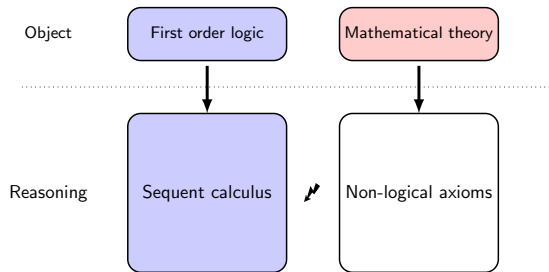 Object
First order logic
Mathematical theory
Reasoning
Sequent calculus
Non-logical axioms